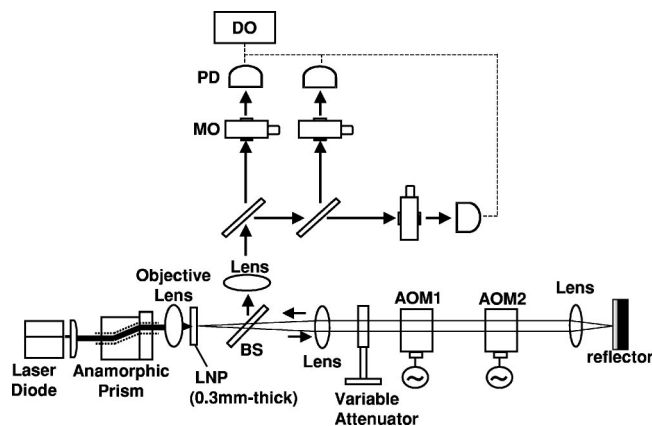 DO
PD
MO
Lens
Objective
Lens
AOM1
AOM2
Lens
BS
Lens
reflector
Laser
Diode
Anamorphic
Prism
LNP
(0.3mm-thick)
Variable
Attenuator